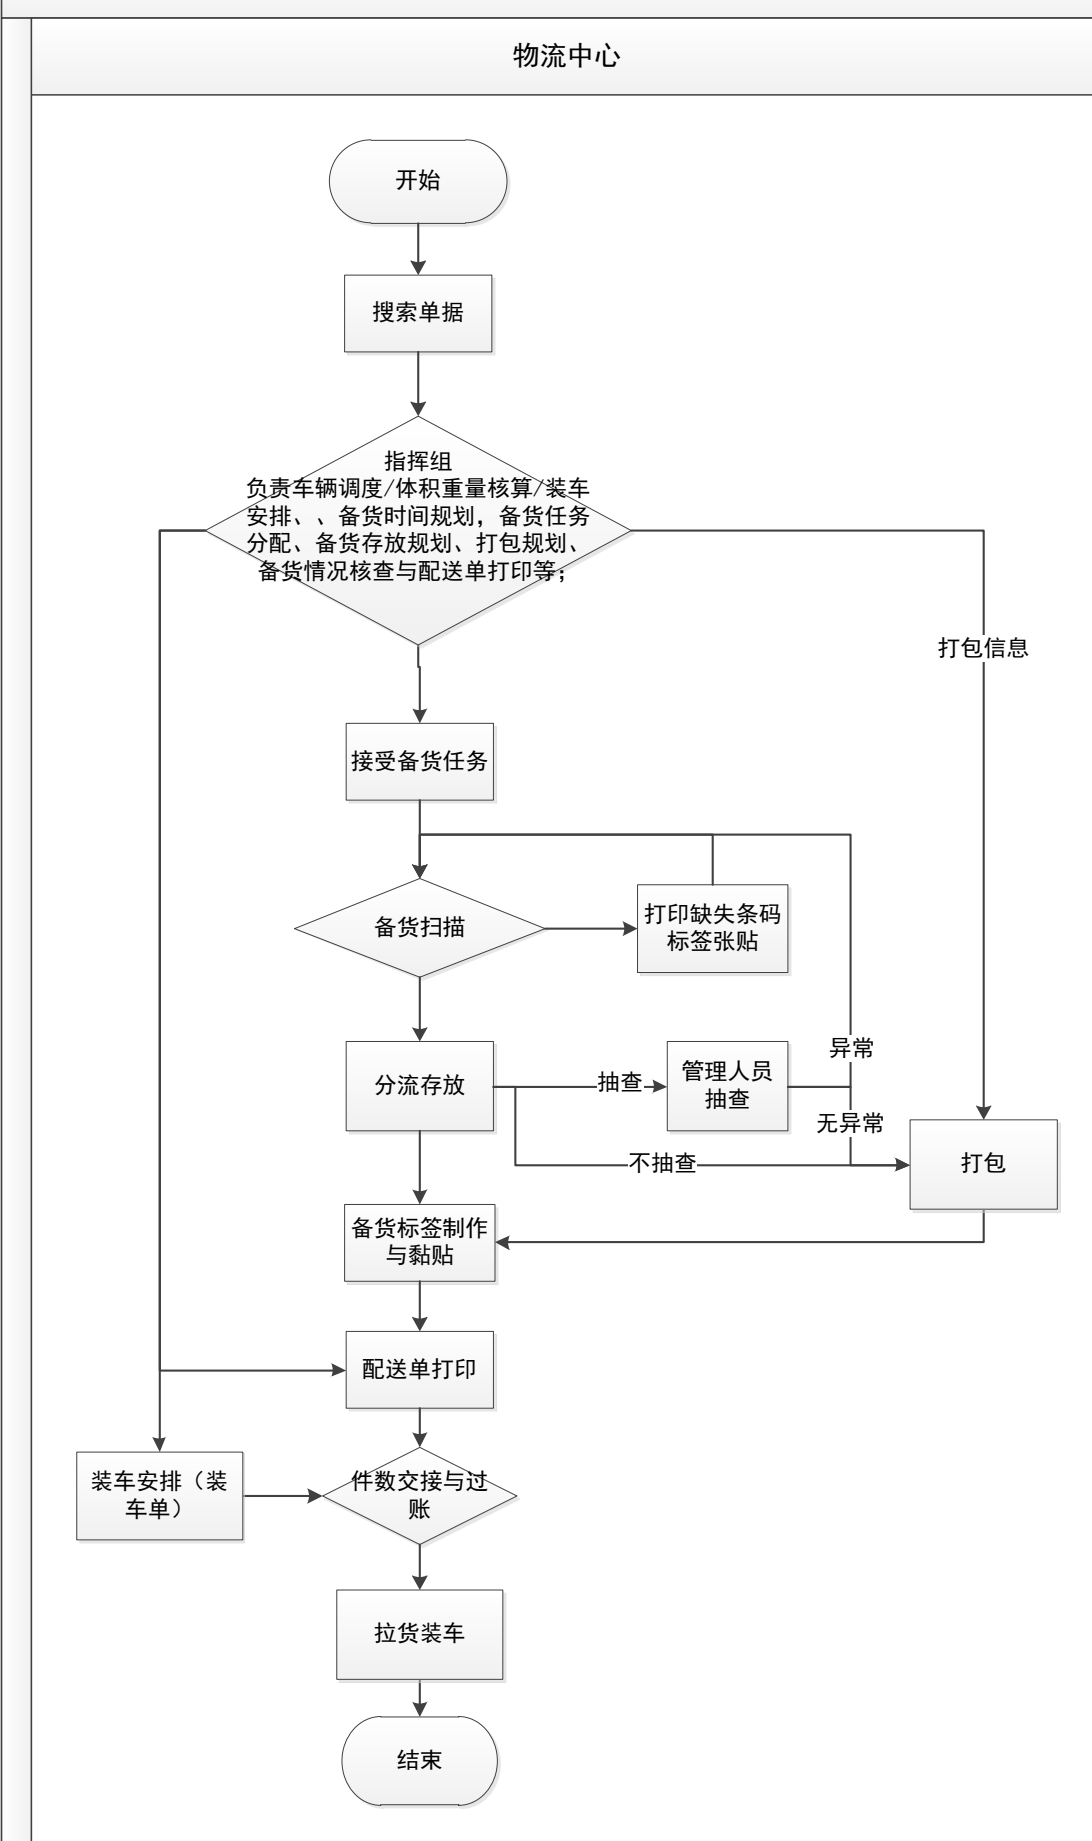 物流中心
开始
搜索单据
指挥组
负责车辆调度/体积重量核算/装车
安排、、备货时间规划，备货任务
分配、备货存放规划、打包规划、
备货情况核查与配送单打印等；
打包信息
接受备货任务
备货扫描
打印缺失条码
标签张贴
异常
分流存放
抽查
管理人员
抽查
无异常
不抽查
打包
备货标签制作
与黏贴
配送单打印
装车安排（装
车单）
件数交接与过
账
拉货装车
结束